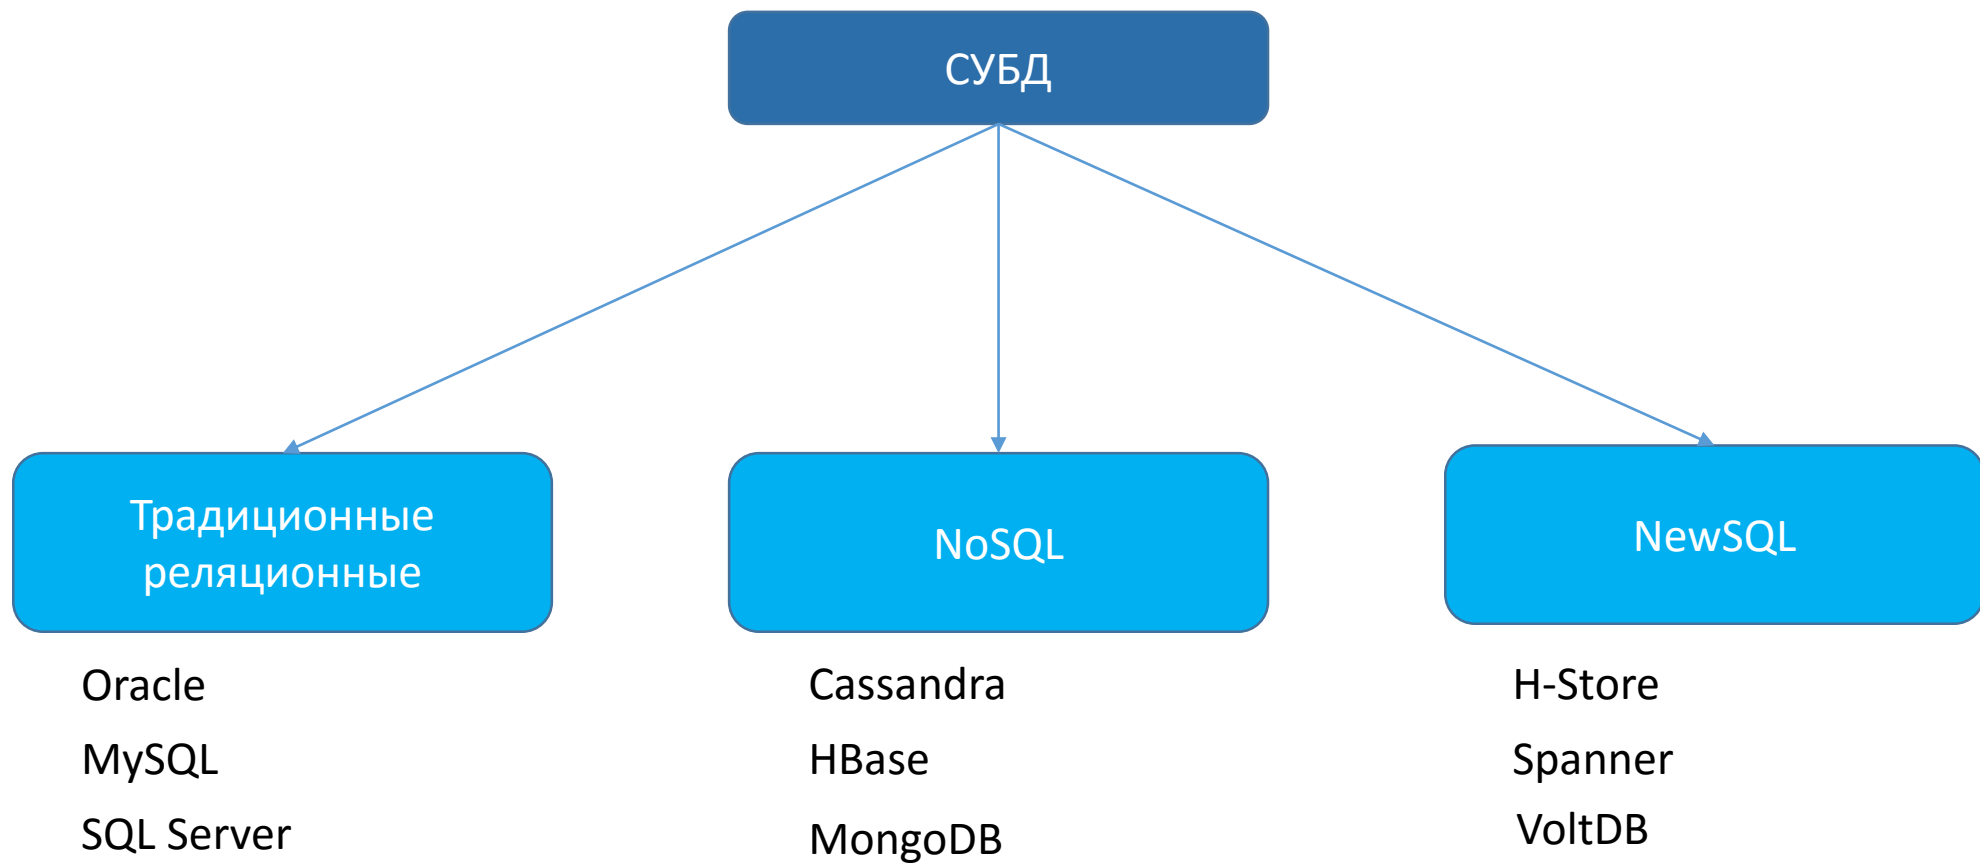 СУБД
Традиционные
реляционные
NoSQL
NewSQL
Oracle
MySQL
SQL Server
Cassandra
HBase
MongoDB
H-Store
Spanner
VoltDB